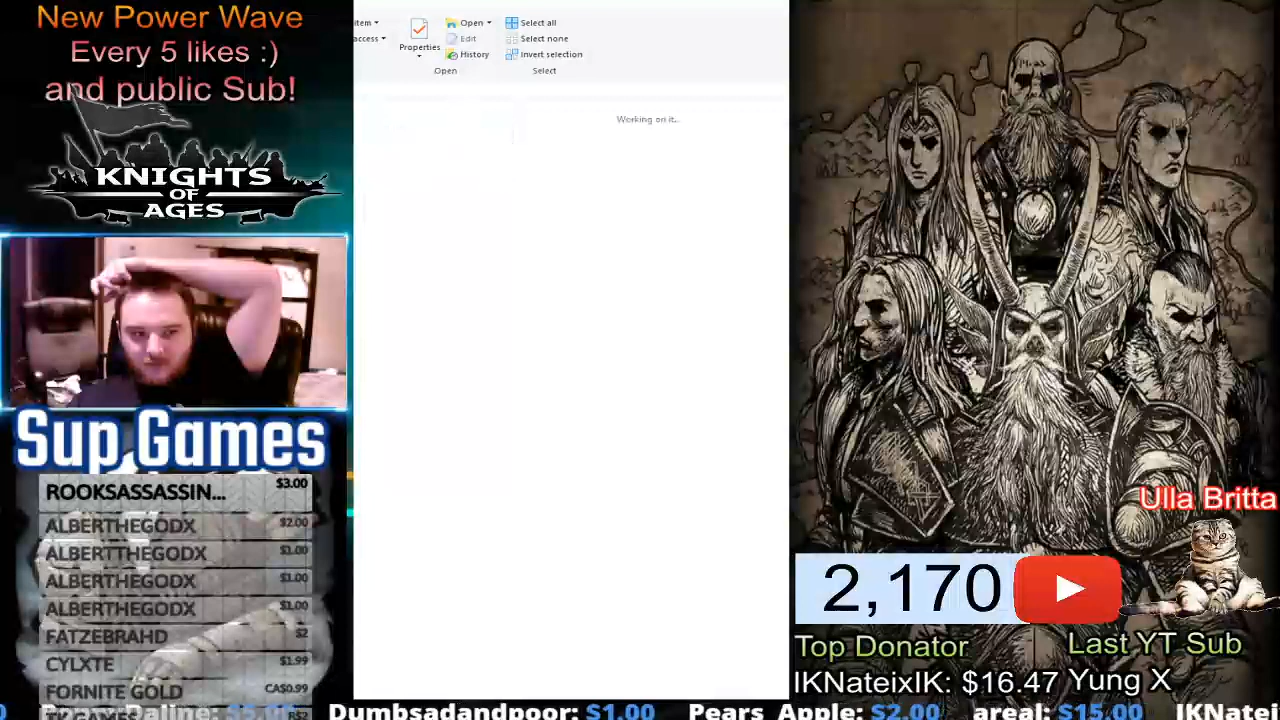 New Power Wave
Every 5 likes :)
and public Sub!
KNIGHTS
OF
AGES
item
access
Properties
Open
Edit
History
Open
Select all
Select none
Invert selection
Select
Working on it...
Sup Games
ROOKSASSASSIN... $3.00
ALBERTHEGODX $2.00
ALBERTTHEGODX $1.00
ALBERTHEGODX $1.00
ALBERTHEGODX $1.00
FATZEBRAHD $2
CYLXTE $1.99
FORNITE GOLD CA$0.99
Ulla Britta
2,170
Top Donator
IKNateixIK: $16.47
Last YT Sub
Yung X
Dumbsadandpoor: $1.00 Pears_Apple: $2.00 areal: $15.00 IKNatei